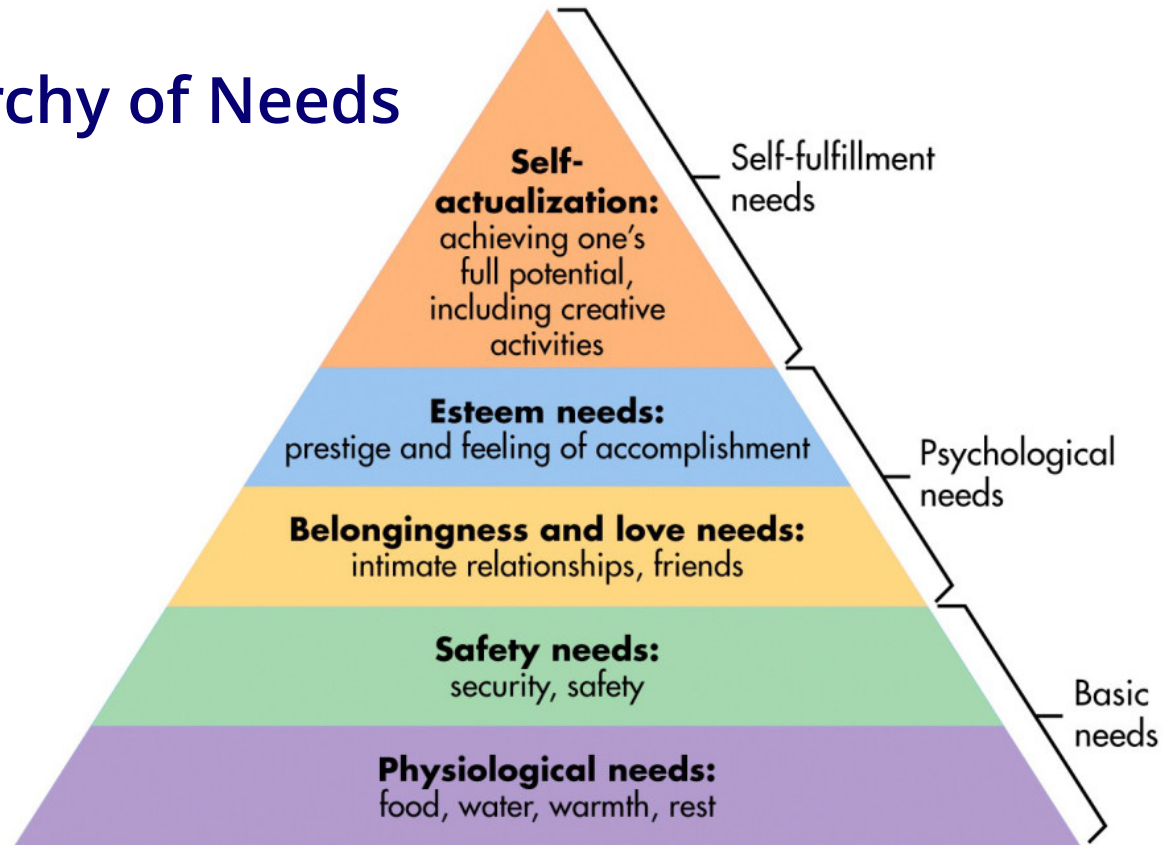 rchy of Needs
Self-
actualization:
achieving one’s
full potential,
including creative
activities
Self-fulfillment
needs
Esteem needs:
prestige and feeling of accomplishment
Psychological
needs
Belongingness and love needs:
intimate relationships, friends
Safety needs:
security, safety
Basic
needs
Physiological needs:
food, water, warmth, rest